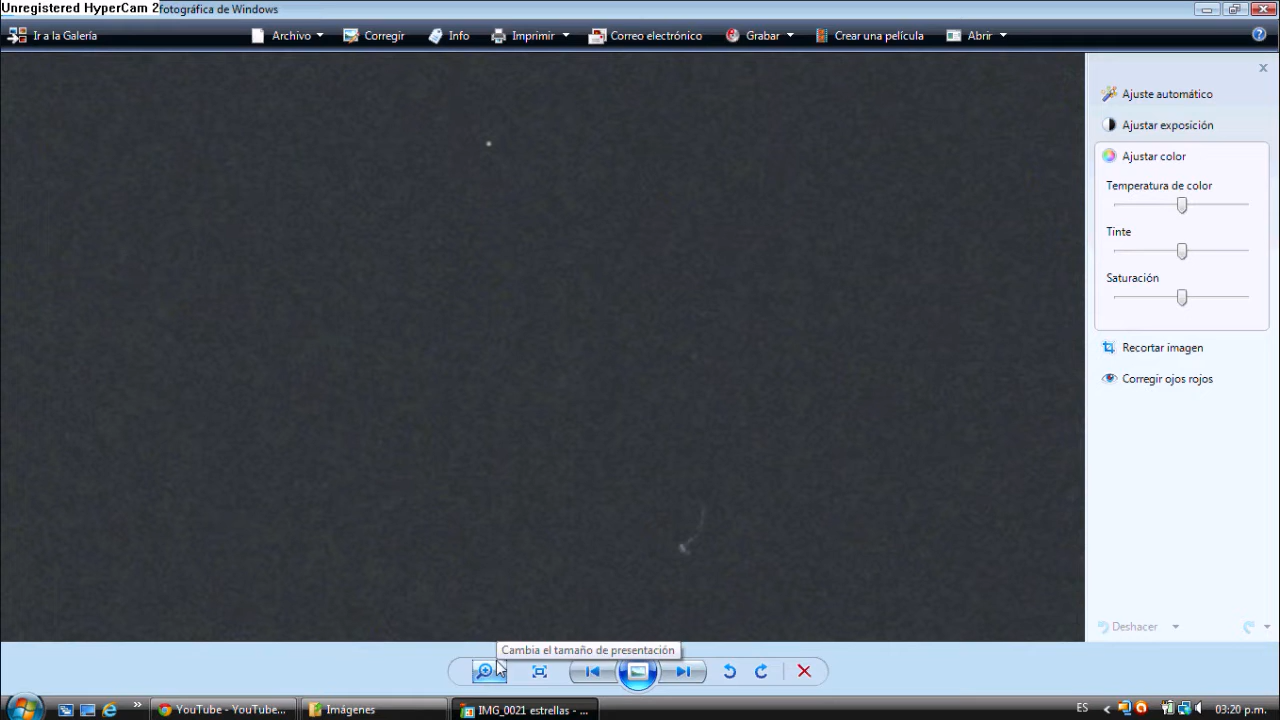 Unregistered HyperCam 2 fotográfica de Windows
Ir a la Galería
Archivo
Corregir
Info
Imprimir
Correo electrónico
Grabar
Crear una película
Abrir
Ajuste automático
Ajustar exposición
Ajustar color
Temperatura de color
Tinte
Saturación
Recortar imagen
Corregir ojos rojos
Deshacer
Cambia el tamaño de presentación
YouTube - YouTube...
Imágenes
IMG_0021 estrellas - ...
ES
03:20 p.m.